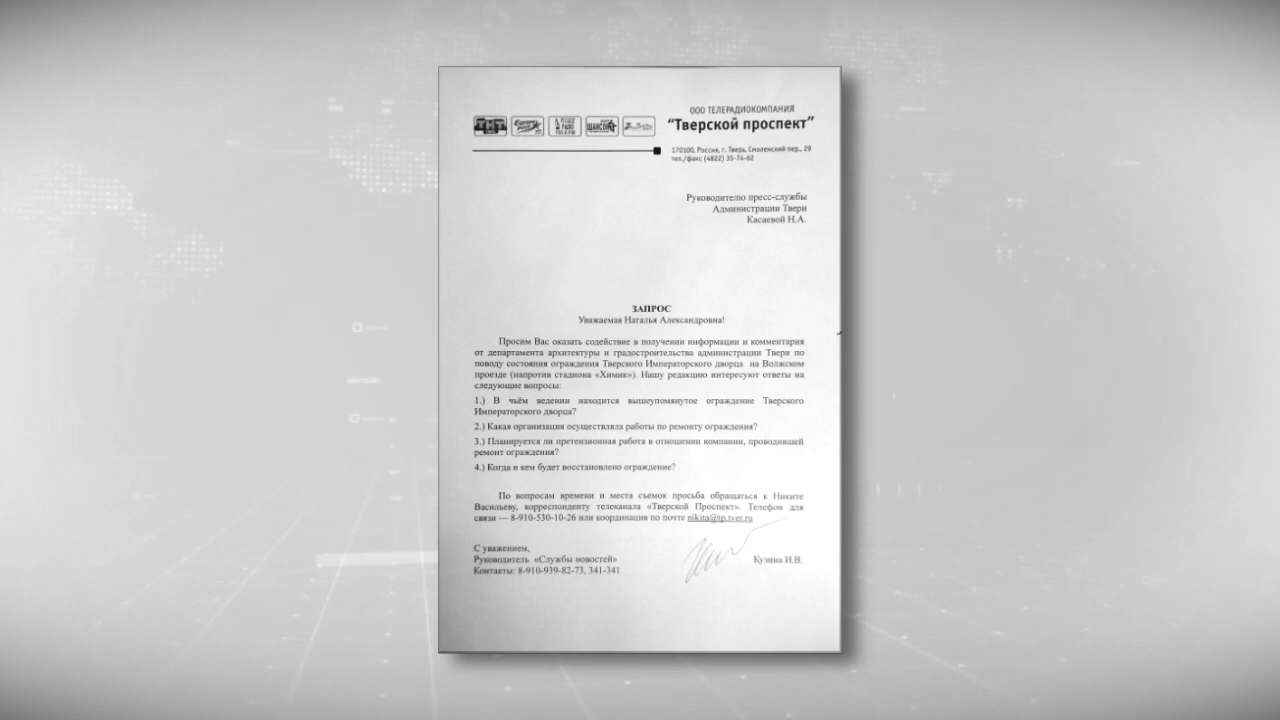 ТНТ
ШАНСОН
ООО ТЕЛЕРАДИОКОМПАНИЯ
"Тверской проспект"
170100, Россия, г. Тверь, Смоленский пер., 29
тел./факс (4822) 35-74-62
Руководителю пресс-службы
Администрации Твери
Касаевой Н.А.
ЗАПРОС
Уважаемая Наталья Александровна!
Просим Вас оказать содействие в получении информации и комментария
от департамента архитектуры и градостроительства администрации Твери по
поводу состояния ограждения Тверского Императорского дворца на Волжском
проезде (напротив стадиона «Химик»). Нашу редакцию интересуют ответы на
следующие вопросы:
1.) В чьём ведении находится вышеупомянутое ограждение Тверского
Императорского дворца?
2.) Какая организация осуществляла работы по ремонту ограждения?
3.) Планируется ли претензионная работа в отношении компании, проводившей
ремонт ограждения?
4.) Когда и кем будет восстановлено ограждение?
По вопросам времени и места съемок просьба обращаться к Никите
Васильеву, корреспонденту телеканала «Тверской Проспект». Телефон для
связи — 8-910-530-10-26 или координация по почте nikita@tp.tver.ru
С уважением,
Руководитель «Службы новостей»
Кузина И.В.
Контакты: 8-910-939-82-73, 341-341